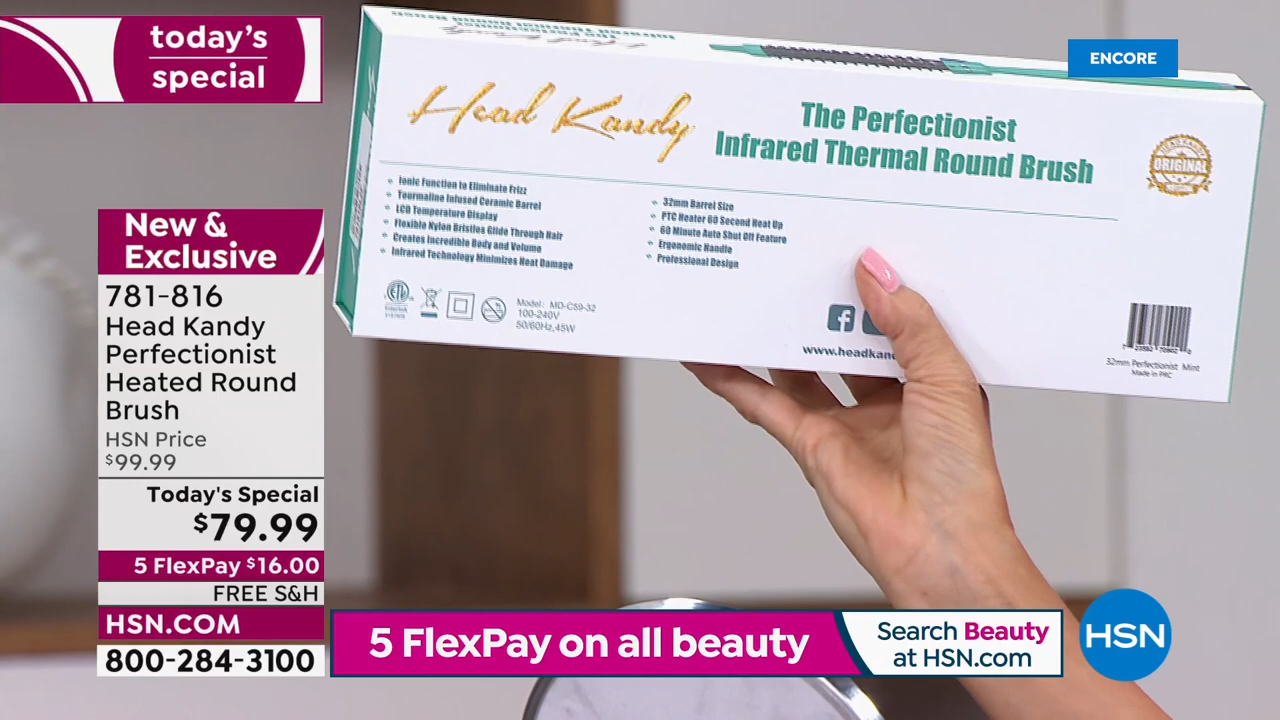 today's
special
ENCORE
Head Kandy
The Perfectionist
Infrared Thermal Round Brush
ORIGINAL
Ionic Function to Eliminate Frizz
Tourmaline Infused Ceramic Barrel
LCD Temperature Display
Flexible Nylon Bristles Glide Through Hair
Creates Incredible Body and Volume
Infrared Technology Minimizes Heat Damage
32mm Barrel Size
PTC Heater 60 Second Heat Up
60 Minute Auto Shut Off Feature
Ergonomic Handle
Professional Design
Model: MD-C59-32
100-240V
50/60Hz,45W
www.headkan
32mm Perfectionist Mint
Made in PRC
New &
Exclusive
781-816
Head Kandy
Perfectionist
Heated Round
Brush
HSN Price
$99.99
Today's Special
$79.99
5 FlexPay $16.00
FREE S&H
HSN.COM
800-284-3100
5 FlexPay on all beauty
Search Beauty
at HSN.com
HSN